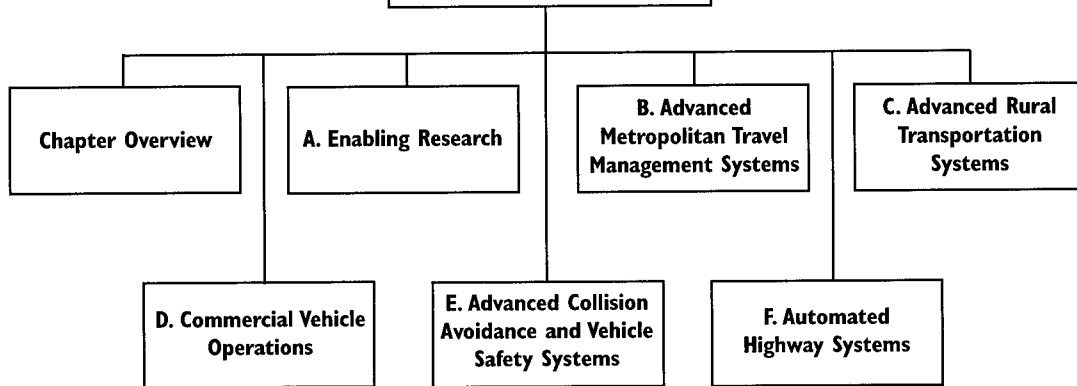 Chapter Overview
A. Enabling Research
B. Advanced
Metropolitan Travel
Management Systems
C. Advanced Rural
Transportation
Systems
D. Commercial Vehicle
Operations
E. Advanced Collision
Avoidance and Vehicle
Safety Systems
F. Automated
Highway Systems